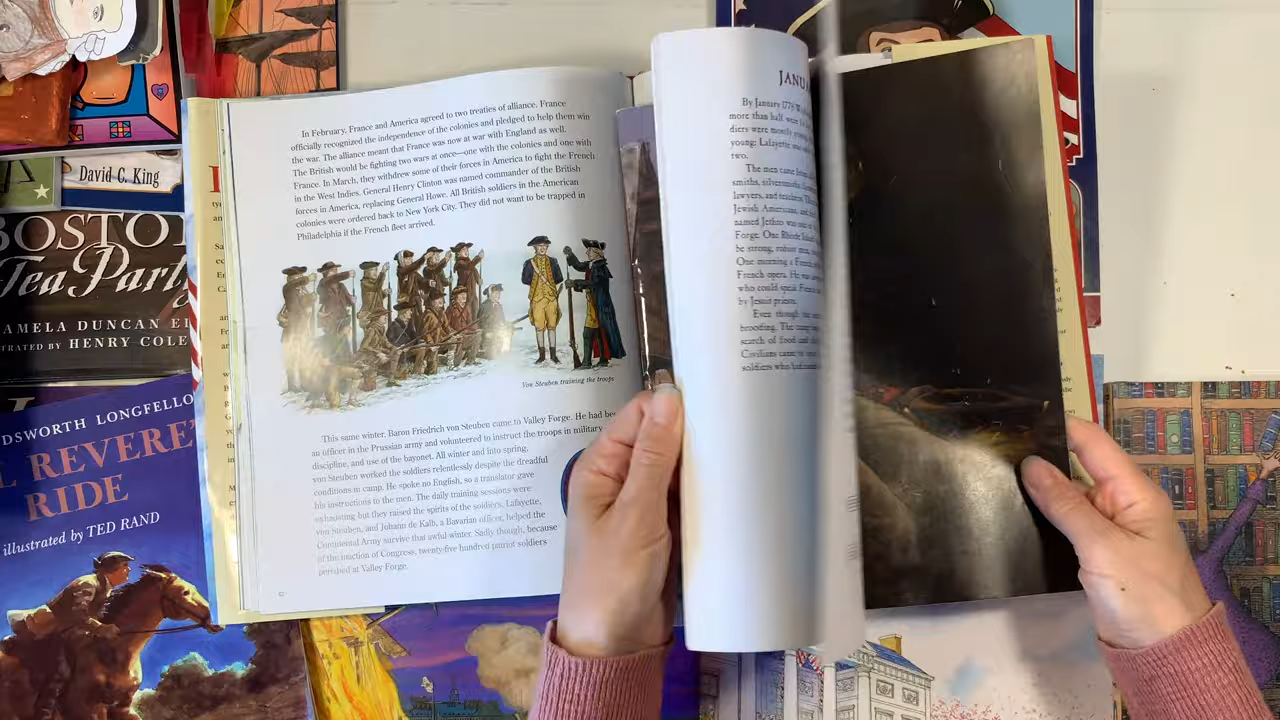 David C. King
BOSTO
Tea Party
AMELA DUNCAN E
TRATED BY HENRY COLE
DSWORTH LONGFELLO
L REVERE'
RIDE
illustrated by TED RAND
In February, France and America agreed to two treaties of alliance. France
officially recognized the independence of the colonies and pledged to help them win
the war. The alliance meant that France was now at war with England as well.
The British would be fighting two wars at once—one with the colonies and one with
France. In March, they withdrew some of their forces in America to fight the French
in the West Indies. General Henry Clinton was named commander of the British
forces in America, replacing General Howe. All British soldiers in the American
colonies were ordered back to New York City. They did not want to be trapped in
Philadelphia if the French fleet arrived.
Von Steuben training the troops
This same winter, Baron Friedrich von Steuben came to Valley Forge. He had bee
an officer in the Prussian army and volunteered to instruct the troops in military
discipline, and use of the bayonet. All winter and into spring,
von Steuben worked the soldiers relentlessly despite the dreadful
conditions in camp. He spoke no English, so a translator gave
his instructions to the men. The daily training sessions were
exhausting but they raised the spirits of the soldiers. Lafayette,
von Steuben, and Johann de Kalb, a Bavarian officer, helped the
Continental Army survive that awful winter. Sadly though, because
of the inaction of Congress, twenty-five hundred patriot soldiers
perished at Valley Forge.
JANUA
By January 177
more than half were
diers were mostly
young: Lafayette was
two.
The men came
smiths, silversmiths,
lawyers, and teachers.
Jewish Americans, and
named Jethro was
Forge. One Rhode
be strong, robust men,
One morning a French
French opera. He was
who could speak French
by Jesuit priests.
Even though
brooding. The
search of food and
Civilians came to
soldiers who had